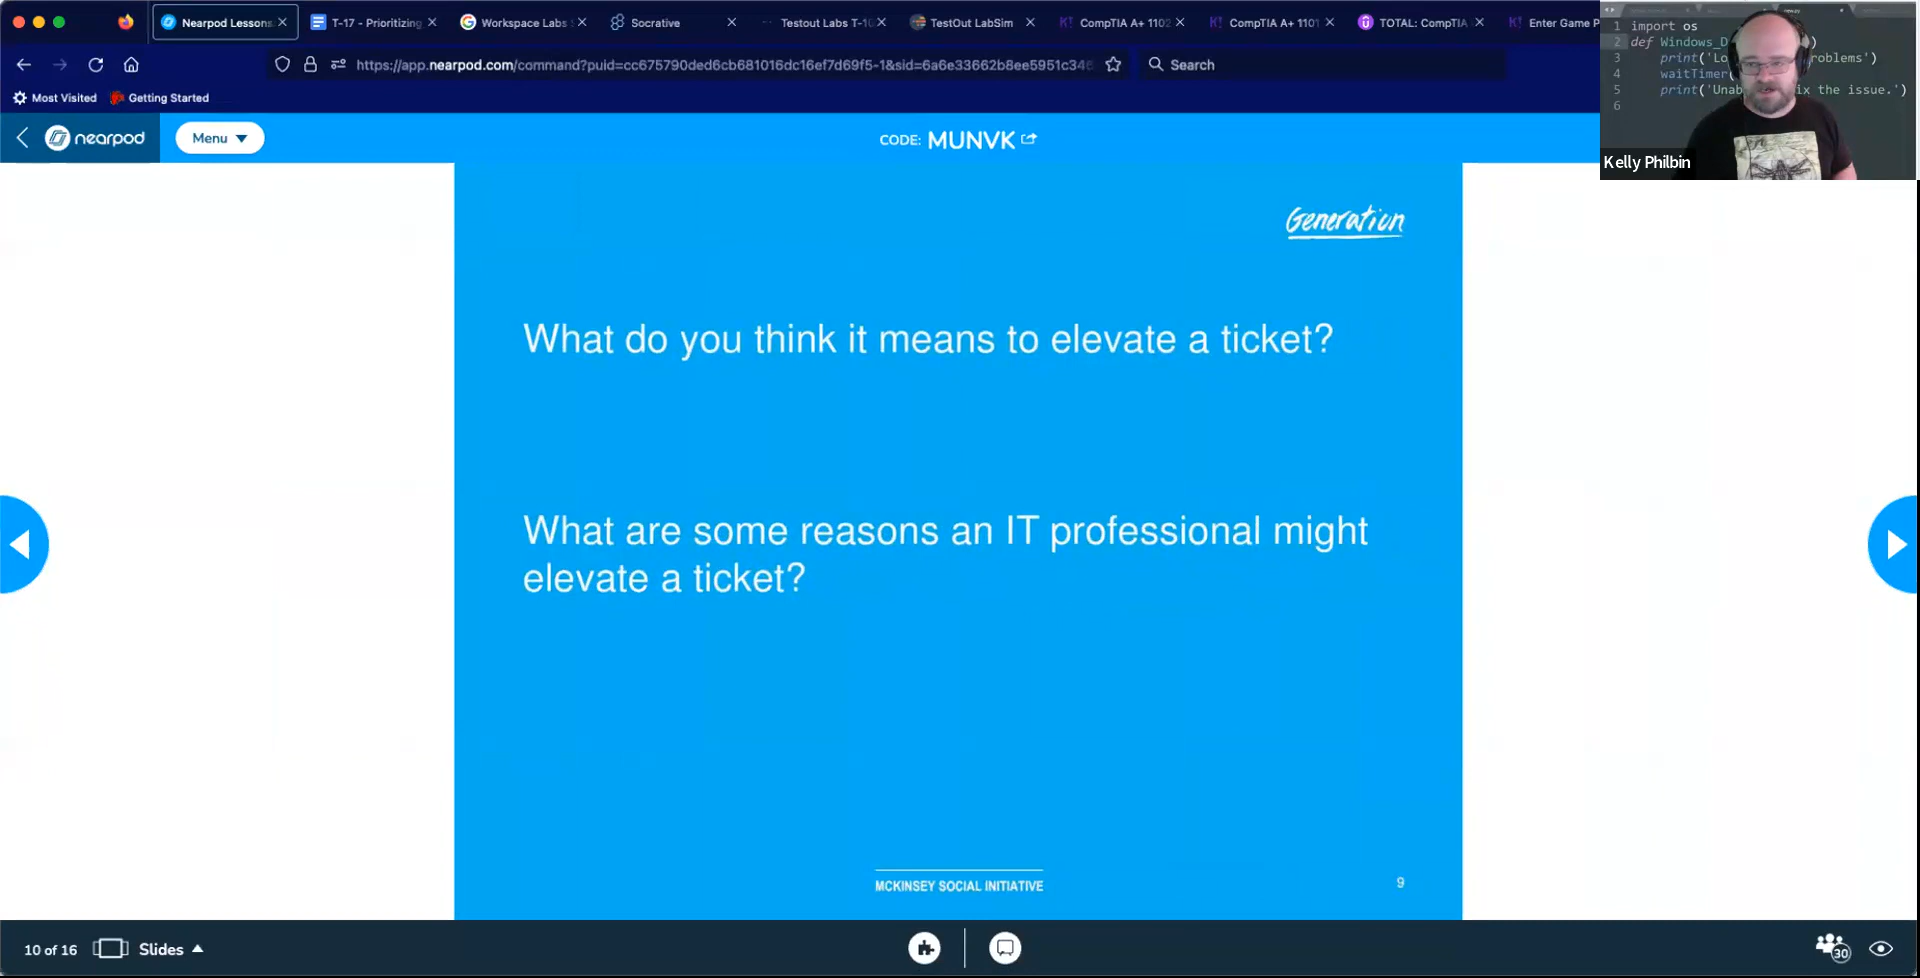 Nearpod Lessons
T-17 - Prioritizing
Workspace Labs
Socrative
Testout Labs T-1
TestOut LabSim
CompTIA A+ 1102
CompTIA A+ 1101
TOTAL: CompTIA
Enter Game P
https://app.nearpod.com/command?puid=cc675790ded6cb681016dc16ef7d69f5-1&sid=6a6e33662b8ee5951c346
Search
Most Visited
Getting Started
nearpod
Menu
CODE: MUNVK
1 import os
2 def Windows_D )
3 print('Lo roblems')
4 waitTimer(
5 print('Unab ix the issue.')
6
Kelly Philbin
Generation
What do you think it means to elevate a ticket?
What are some reasons an IT professional might
elevate a ticket?
MCKINSEY SOCIAL INITIATIVE
9
10 of 16
Slides
30